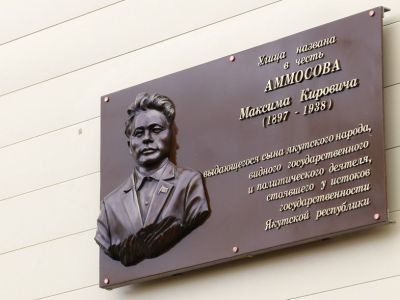 Улица названа
в честь
АММОСОВА
Максима Кировича
(1897 - 1938)
выдающегося сына якутского народа,
видного государственного
и политического деятеля,
стоявшего у истоков
государственности
Якутской республики